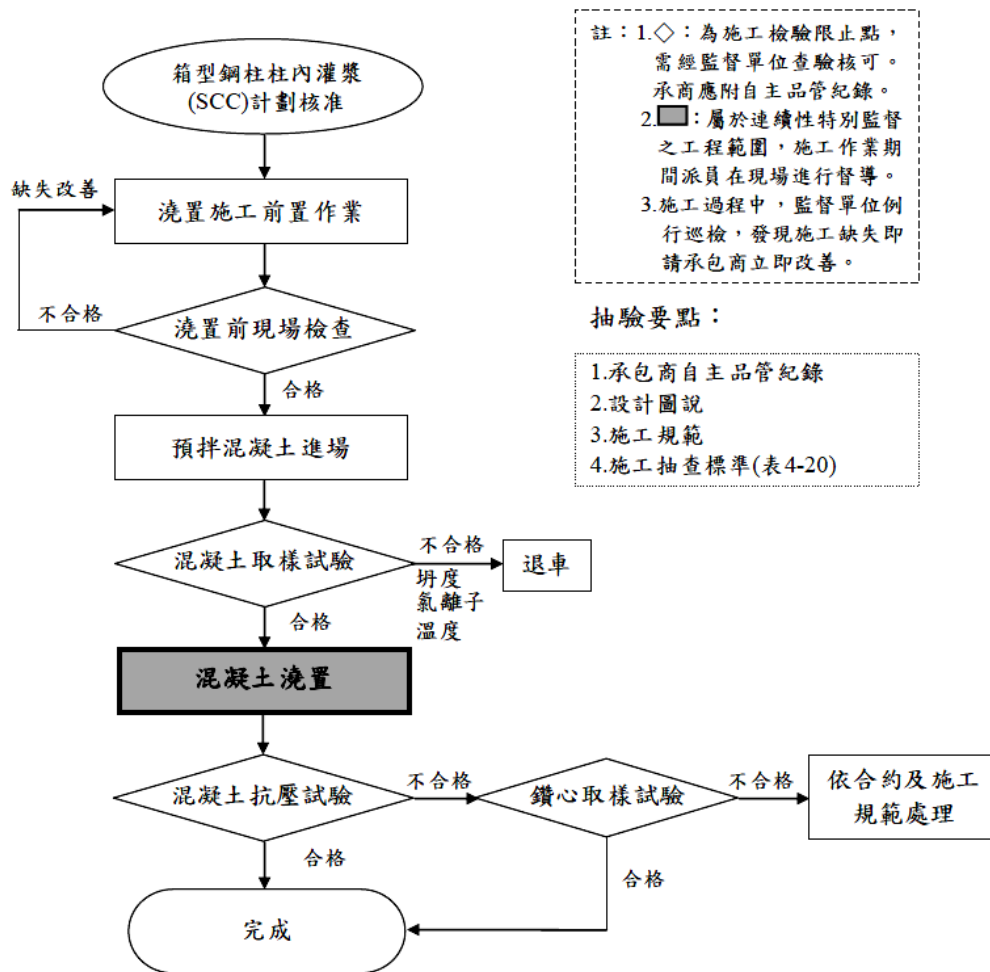 箱型鋼柱柱內灌漿
(SCC)計劃核准
缺失改善
澆置施工前置作業
不合格
澆置前現場檢查
合格
預拌混凝土進場
混凝土取樣試驗
不合格
坍度
氯離子
溫度
退車
合格
混凝土澆置
混凝土抗壓試驗
不合格
鑽心取樣試驗
不合格
依合約及施工
規範處理
合格
合格
完成
註：1.◇：為施工檢驗限止點，
需經監督單位查驗核可。
承商應附自主品管紀錄。
2.：屬於連續性特別監督
之工程範圍，施工作業期
間派員在現場進行督導。
3.施工過程中，監督單位例
行巡檢，發現施工缺失即
請承包商立即改善。
抽驗要點：
1.承包商自主品管紀錄
2.設計圖說
3.施工規範
4.施工抽查標準(表4-20)